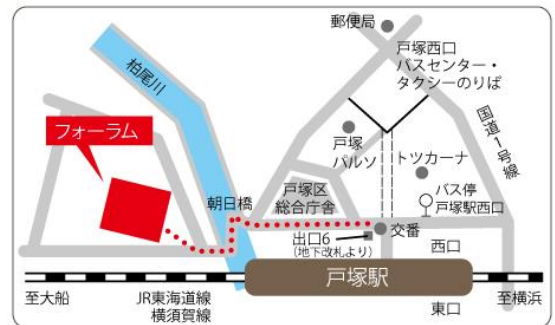 郵便局
戸塚西口
バスセンター・
タクシーのりば
柏尾川
国道1号線
フォーラム
戸塚
パルソ
トツカーナ
戸塚区
総合庁舎
バス停
戸塚駅西口
朝日橋
出口6
(地下改札より)
交番
西口
戸塚駅
至大船
JR東海道線
横須賀線
東口
至横浜